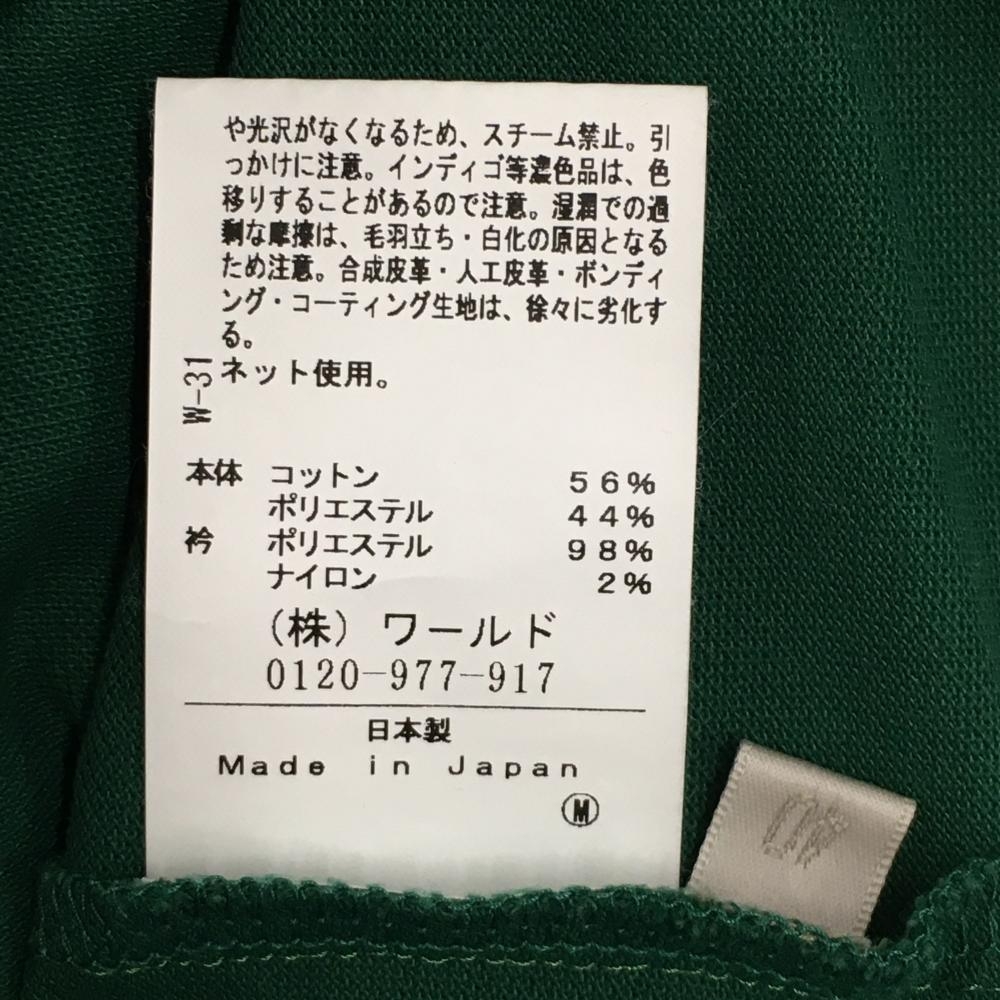 や光沢がなくなるため、スチーム禁止。引
っかけに注意。インディゴ等濃色品は、色
移りすることがあるので注意。湿潤での過
剰な摩擦は、毛羽立ち・白化の原因となる
ため注意。合成皮革・人工皮革・ボンディ
ング・コーティング生地は、徐々に劣化す
る。
ネット使用。
W-31
本体 コットン 56%
ポリエステル 44%
衿 ポリエステル 98%
ナイロン 2%
(株) ワールド
0120-977-917
日本製
Made in Japan
M